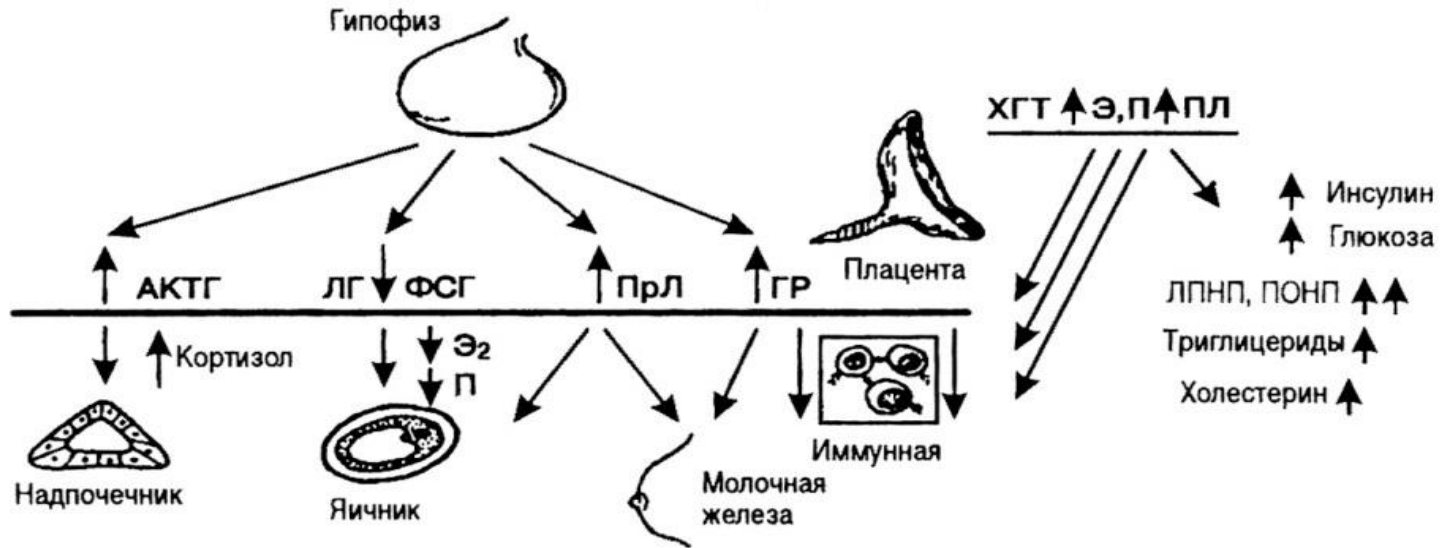 Гипофиз
ХГТ ↑ Э, П ↑ ПЛ
Плацента
↑ Инсулин
↑ Глюкоза
ЛПНП, ПОНП ↑↑
Триглицериды ↑
Холестерин ↑
↑ АКТГ
ЛГ ↓ ФСГ
↑ ПрЛ
↑ ГР
↑ Кортизол
↓ Э₂
↓ П
Надпочечник
Яичник
Молочная
железа
Иммунная